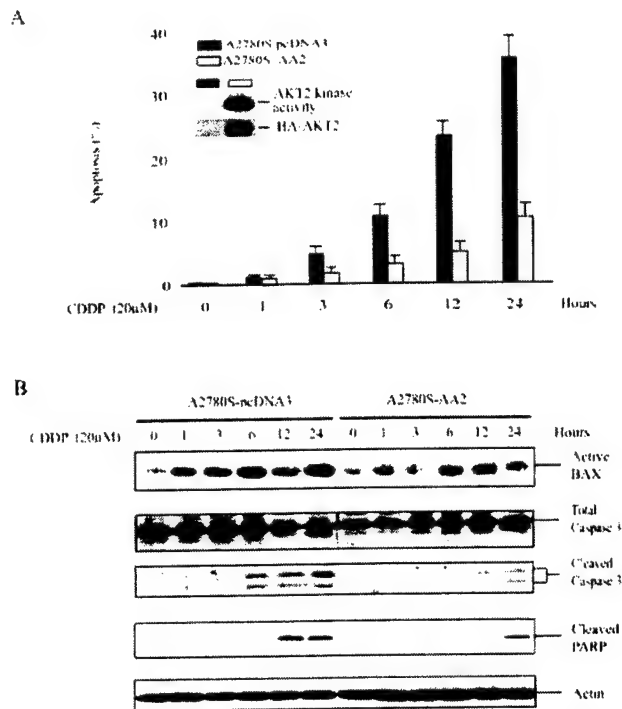 A
40
A2780S-pcDNA3
A2780S-AA2
30
AKT2 kinase
activity
HA-AKT2
20
Apoptosis (%)
10
0
CDDP (20uM) 0 1 3 6 12 24 Hours
B
A2780S-pcDNA3 A2780S-AA2
CDDP (20uM) 0 1 3 6 12 24 0 1 3 6 12 24 Hours
Active
BAX
Total
Caspase 3
Cleaved
Caspase 3
Cleaved
PARP
Actin